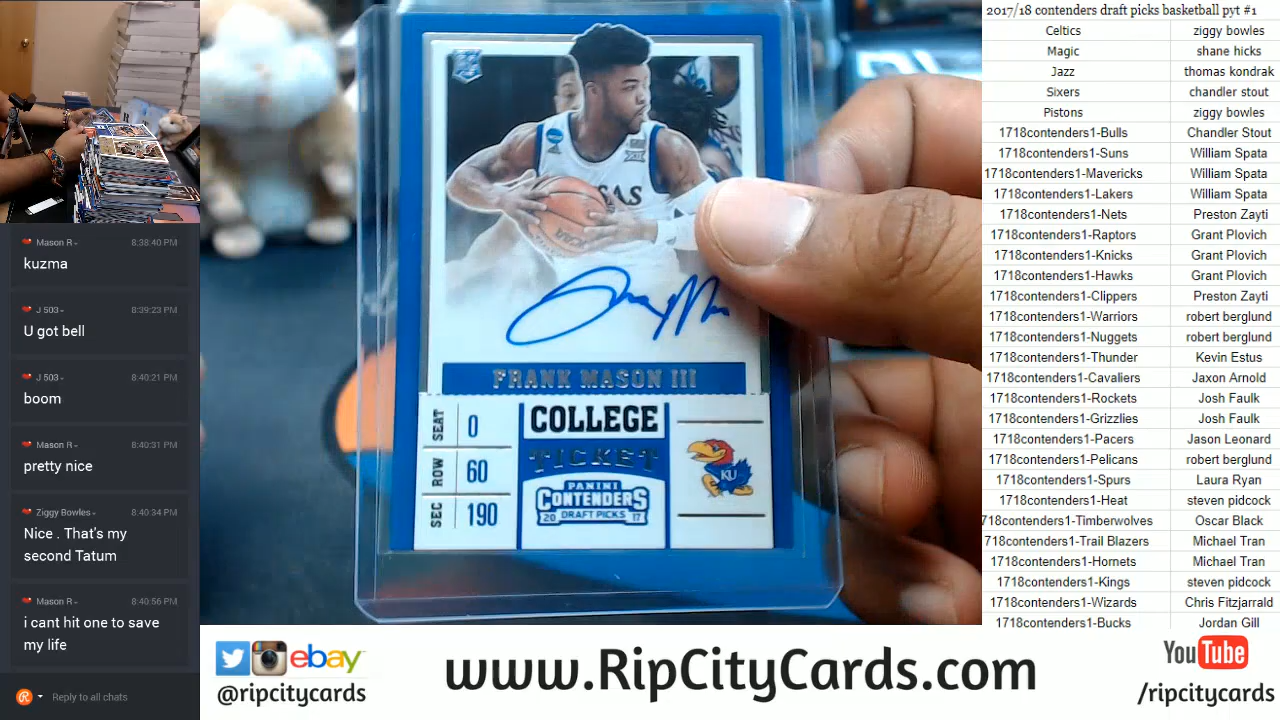 Mason R - 8:38:40 PM
kuzma
J 503 - 8:39:23 PM
U got bell
J 503 - 8:40:21 PM
boom
Mason R - 8:40:31 PM
pretty nice
Ziggy Bowles - 8:40:34 PM
Nice . That's my
second Tatum
Mason R - 8:40:56 PM
i cant hit one to save
my life
Reply to all chats
FRANK MASON III
SEAT 0
ROW 60
SEC 190
COLLEGE
TICKET
PANINI
CONTENDERS
20 DRAFT PICKS 17
KU
2017/18 contenders draft picks basketball pyt #1
Celtics ziggy bowles
Magic shane hicks
Jazz thomas kondrak
Sixers chandler stout
Pistons ziggy bowles
1718contenders1-Bulls Chandler Stout
1718contenders1-Suns William Spata
1718contenders1-Mavericks William Spata
1718contenders1-Lakers William Spata
1718contenders1-Nets Preston Zayti
1718contenders1-Raptors Grant Plovich
1718contenders1-Knicks Grant Plovich
1718contenders1-Hawks Grant Plovich
1718contenders1-Clippers Preston Zayti
1718contenders1-Warriors robert berglund
1718contenders1-Nuggets robert berglund
1718contenders1-Thunder Kevin Estus
1718contenders1-Cavaliers Jaxon Arnold
1718contenders1-Rockets Josh Faulk
1718contenders1-Grizzlies Josh Faulk
1718contenders1-Pacers Jason Leonard
1718contenders1-Pelicans robert berglund
1718contenders1-Spurs Laura Ryan
1718contenders1-Heat steven pidcock
718contenders1-Timberwolves Oscar Black
718contenders1-Trail Blazers Michael Tran
1718contenders1-Hornets Michael Tran
1718contenders1-Kings steven pidcock
1718contenders1-Wizards Chris Fitzjarrald
1718contenders1-Bucks Jordan Gill
ebay
@ripcitycards
www.RipCityCards.com
YouTube
/ripcitycards